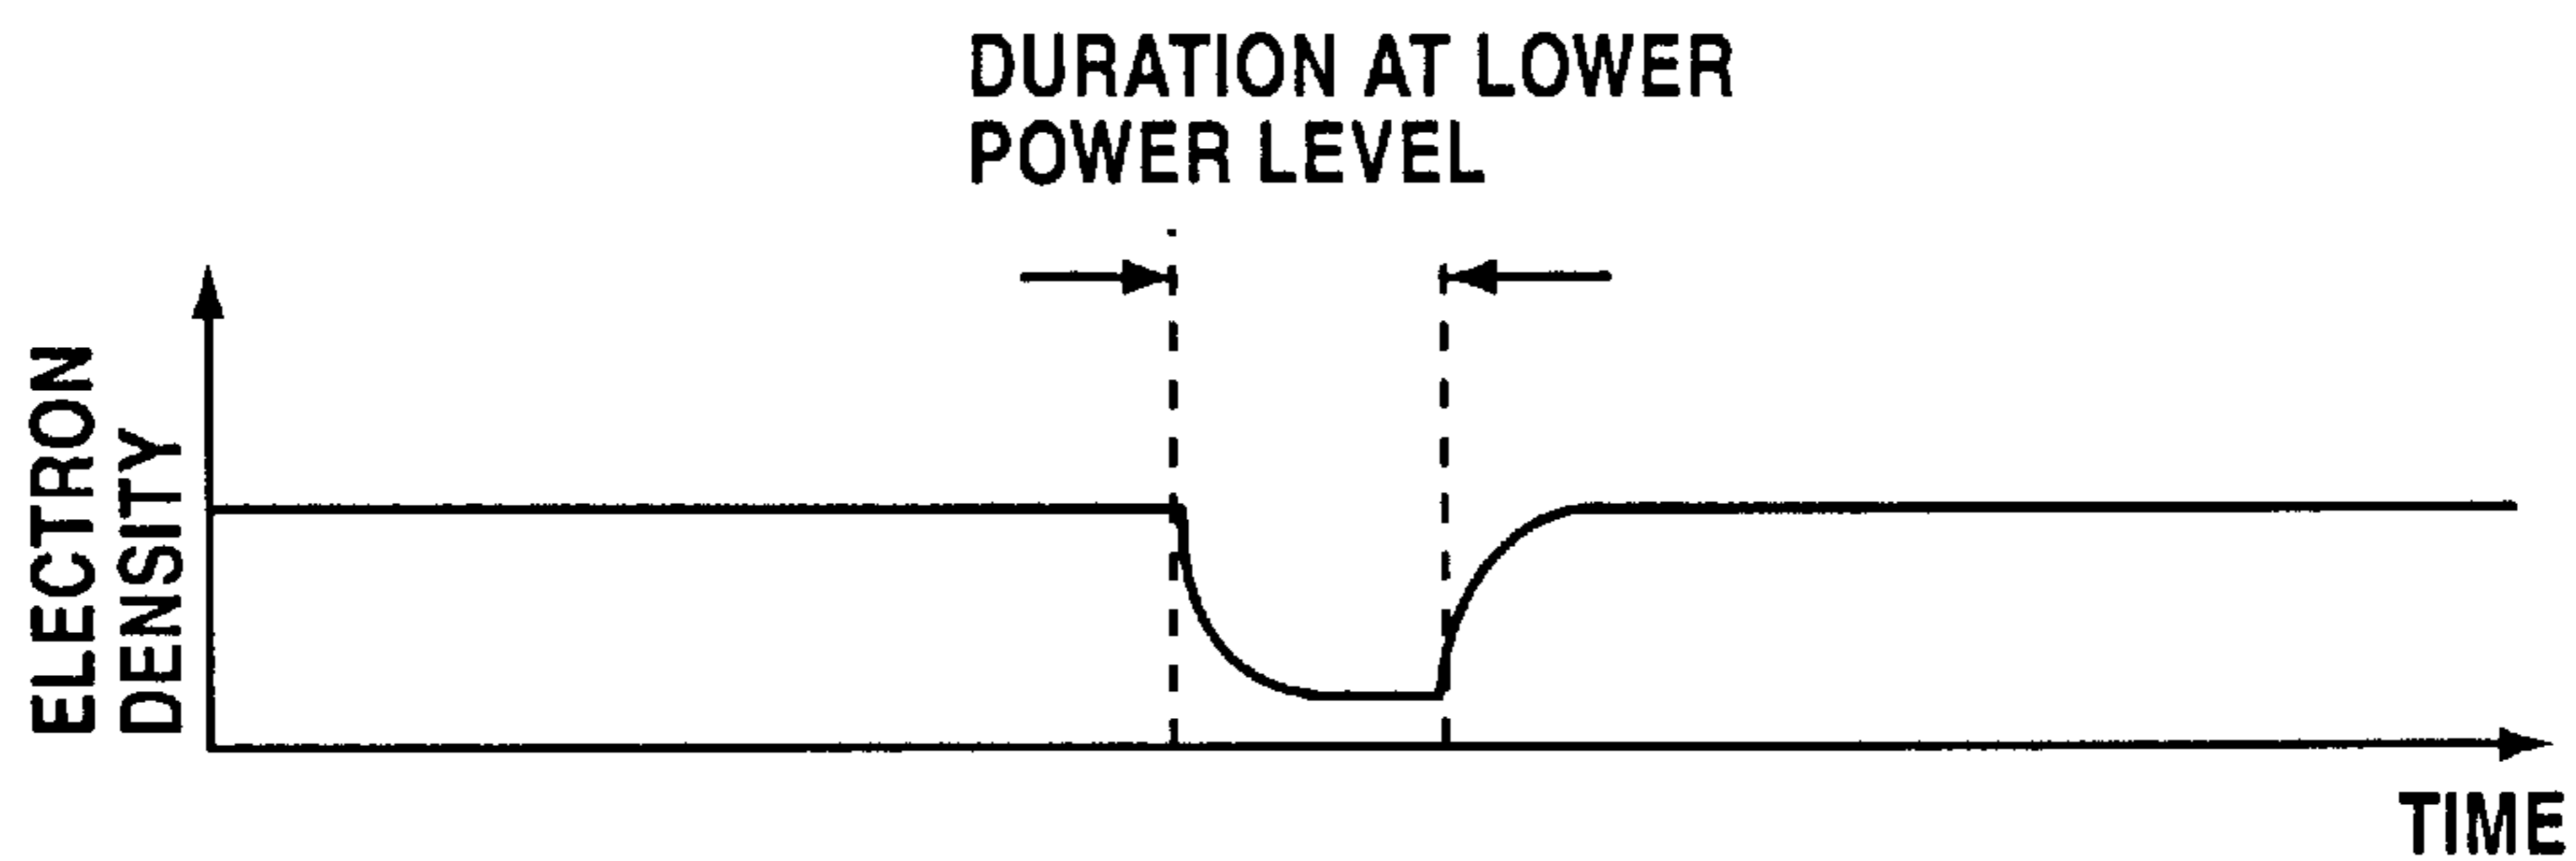 DURATION AT LOWER
POWER LEVEL
ELECTRON
DENSITY
TIME